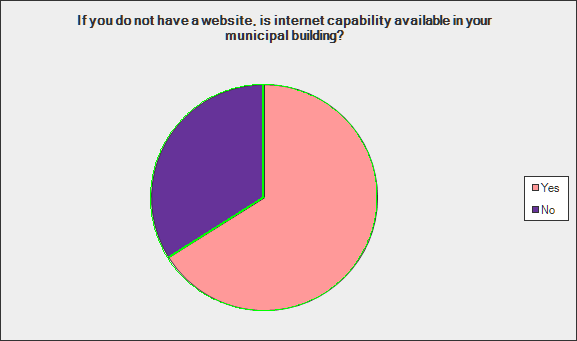 If you do not have a website, is internet capability available in your
municipal building?
Yes
No